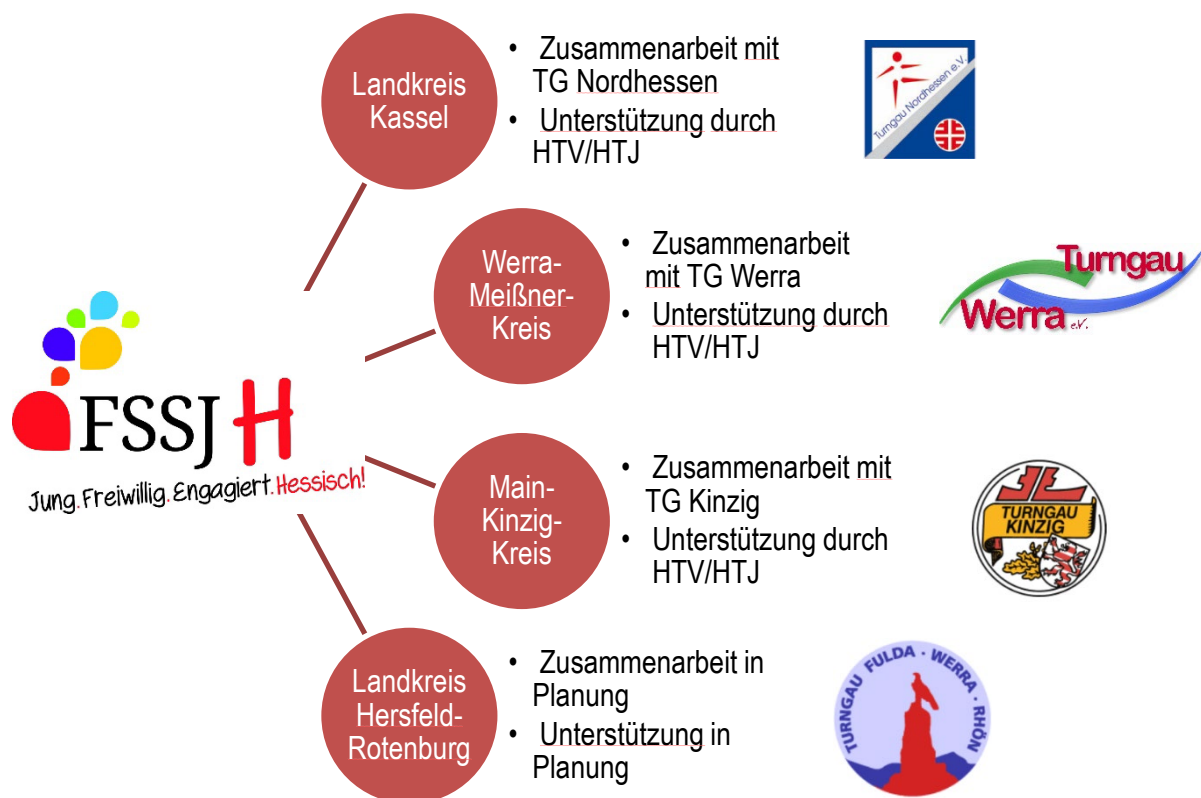 Landkreis
Kassel
• Zusammenarbeit mit
TG Nordhessen
• Unterstützung durch
HTV/HTJ
Turngau Nordhessen e.V.
Werra-
Meißner-
Kreis
• Zusammenarbeit
mit TG Werra
• Unterstützung durch
HTV/HTJ
Turngau
Werra e.V.
FSSJ H
Jung.Freiwillig.Engagiert.Hessisch!
Main-
Kinzig-
Kreis
• Zusammenarbeit mit
TG Kinzig
• Unterstützung durch
HTV/HTJ
TURNGAU
KINZIG
Landkreis
Hersfeld-
Rotenburg
• Zusammenarbeit in
Planung
• Unterstützung in
Planung
TURNGAU FULDA · WERRA · RHÖN